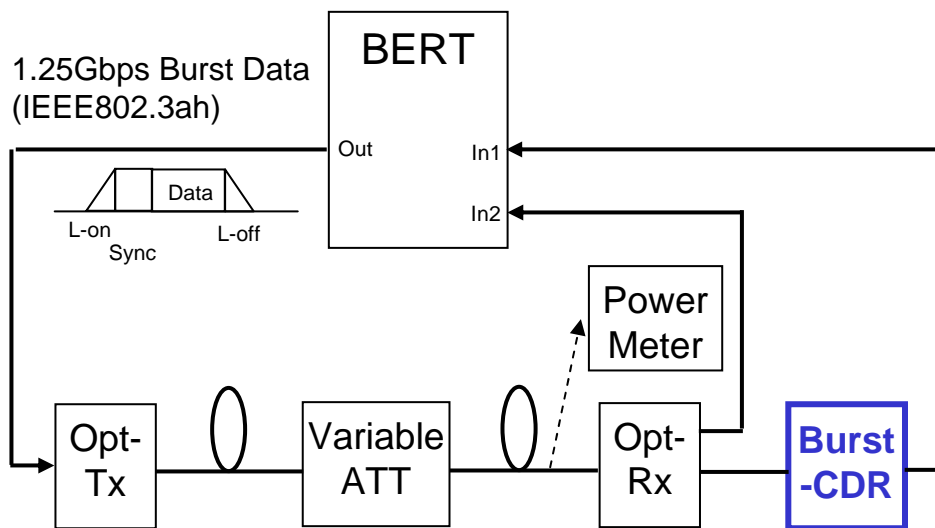 BERT
1.25Gbps Burst Data
(IEEE802.3ah)
Out
In1
Data
In2
L-on
L-off
Sync
Power
Meter
Opt-
Tx
Variable
ATT
Opt-
Rx
Burst
-CDR